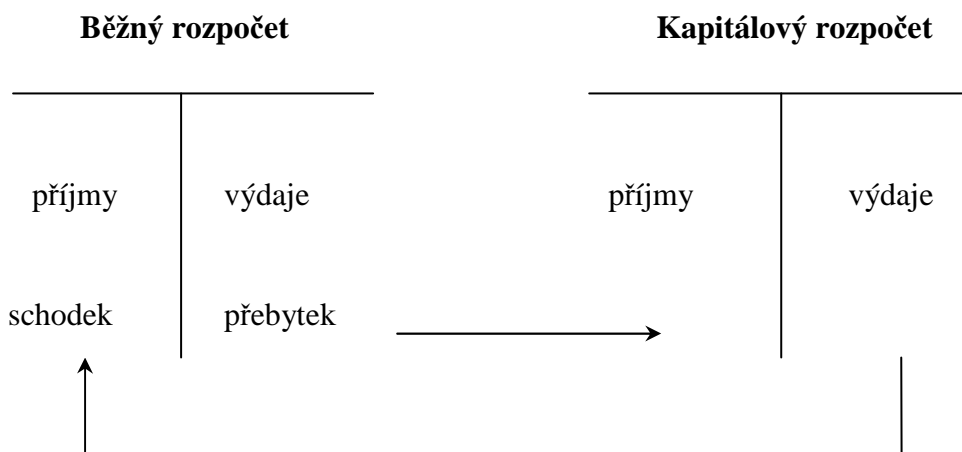 Běžný rozpočet Kapitálový rozpočet
příjmy výdaje příjmy výdaje
schodek přebytek